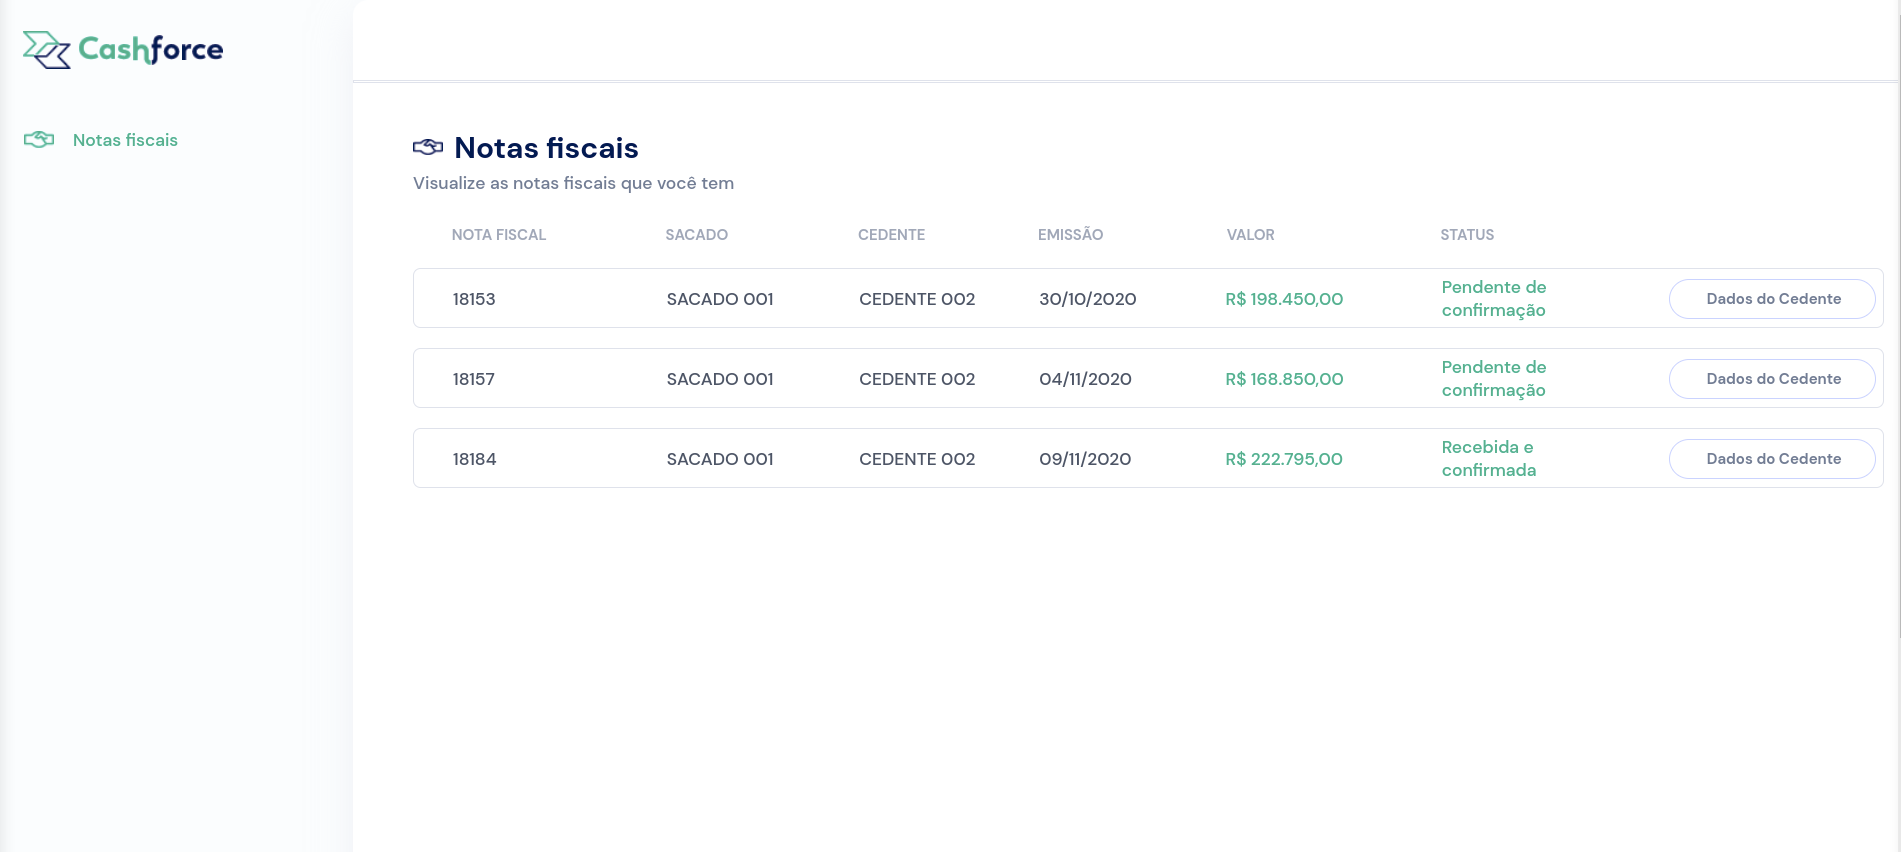 Cashforce
Notas fiscais
Notas fiscais
Visualize as notas fiscais que você tem
NOTA FISCAL SACADO CEDENTE EMISSÃO VALOR STATUS
18153 SACADO 001 CEDENTE 002 30/10/2020 R$ 198.450,00 Pendente de
confirmação Dados do Cedente
18157 SACADO 001 CEDENTE 002 04/11/2020 R$ 168.850,00 Pendente de
confirmação Dados do Cedente
18184 SACADO 001 CEDENTE 002 09/11/2020 R$ 222.795,00 Recebida e
confirmada Dados do Cedente